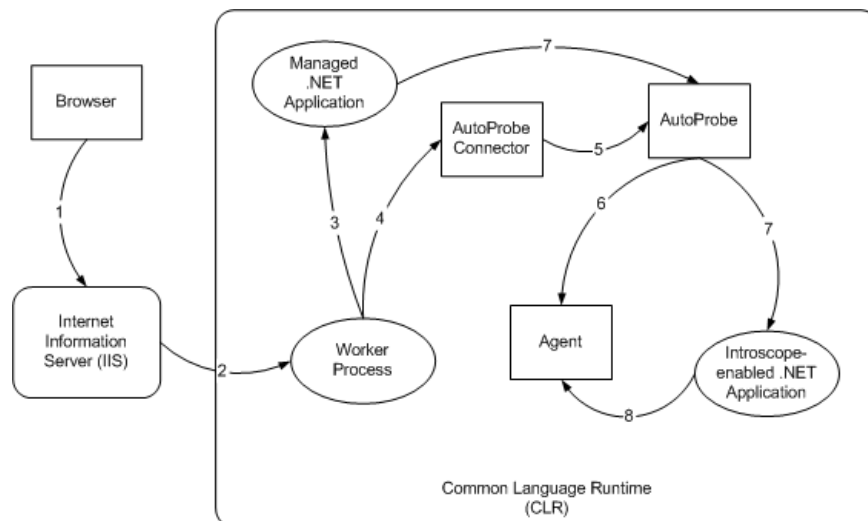 Managed
.NET
Application
7
Browser
AutoProbe
Connector
5
AutoProbe
1
3
4
6
7
Internet
Information
Server (IIS)
2
Worker
Process
Agent
Introscope-
enabled .NET
Application
8
Common Language Runtime
(CLR)